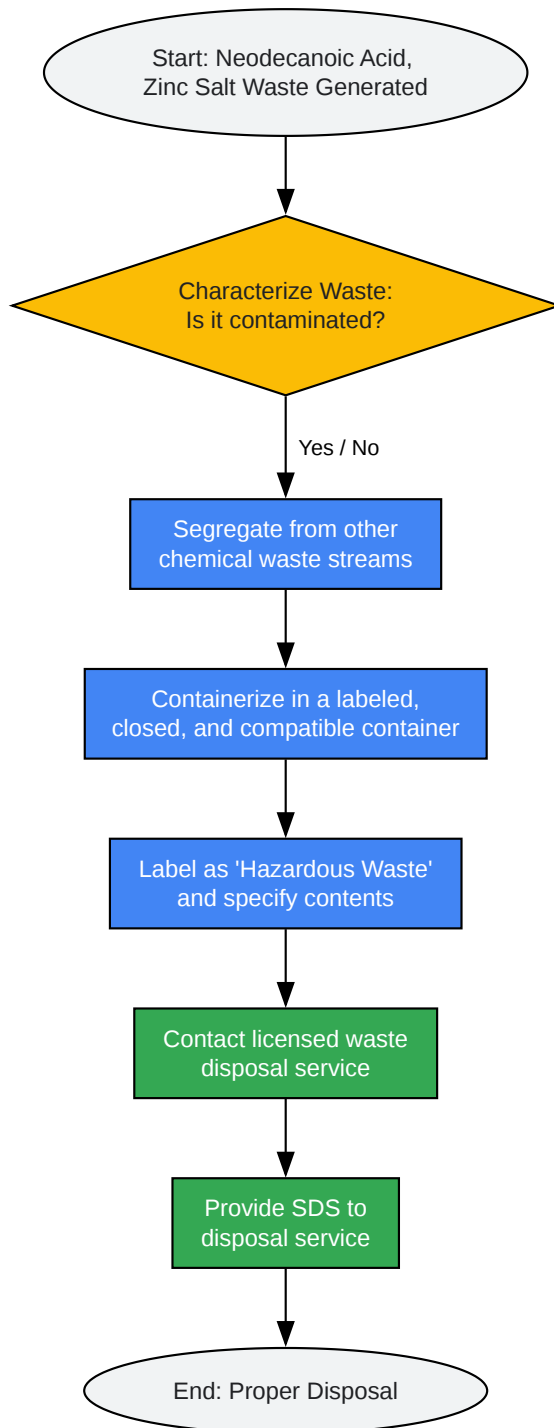 Start: Neodecanoic Acid,
Zinc Salt Waste Generated
Characterize Waste:
Is it contaminated?
Yes / No
Segregate from other
chemical waste streams
Containerize in a labeled,
closed, and compatible container
Label as 'Hazardous Waste'
and specify contents
Contact licensed waste
disposal service
Provide SDS to
disposal service
End: Proper Disposal